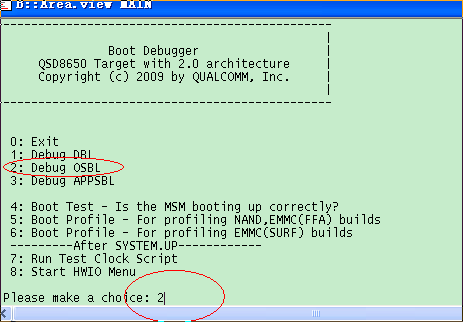 B::Area.view MAIN
Boot Debugger
QSD8650 Target with 2.0 architecture
Copyright (c) 2009 by QUALCOMM, Inc.
0: Exit
1: Debug DBL
2: Debug OSBL
3: Debug APPSBL
4: Boot Test - Is the MSM booting up correctly?
5: Boot Profile - For profiling NAND,EMMC(FFA) builds
6: Boot Profile - For profiling EMMC(SURF) builds
---------After SYSTEM.UP------------
7: Run Test Clock Script
8: Start HWIO Menu
Please make a choice: 2